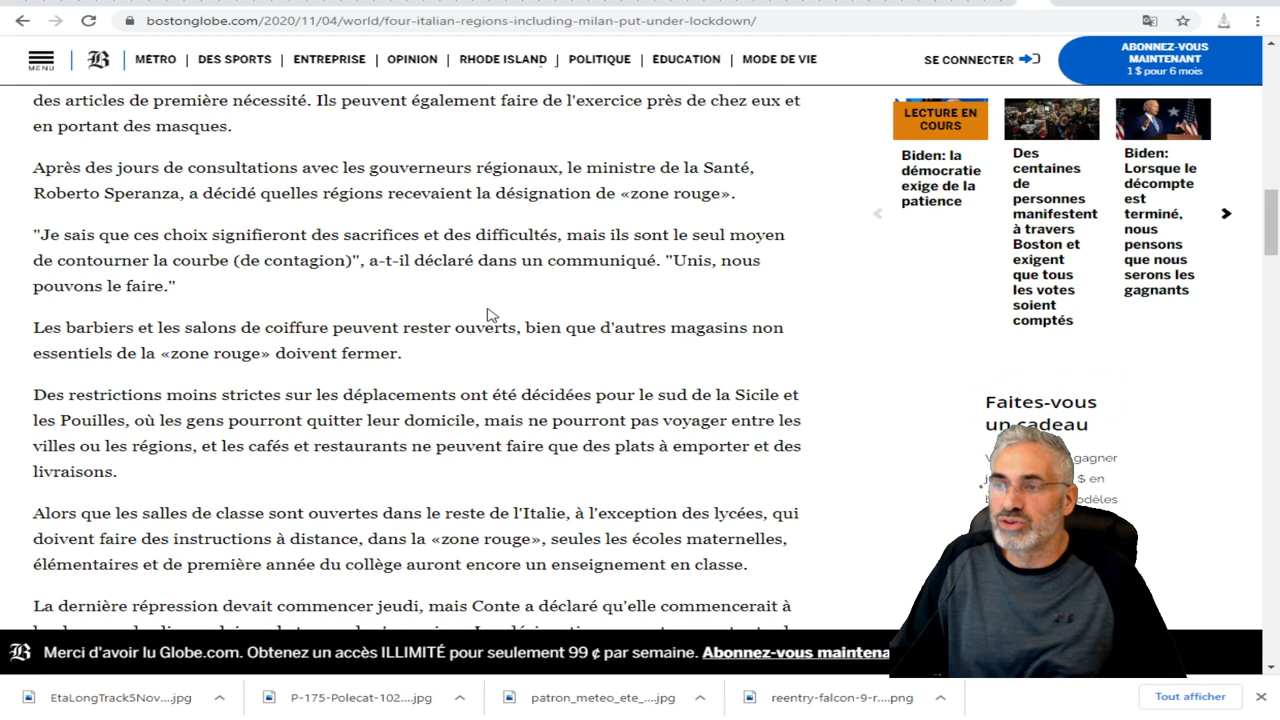 bostonglobe.com/2020/11/04/world/four-italian-regions-including-milan-put-under-lockdown/
MENU
B
MÉTRO | DES SPORTS | ENTREPRISE | OPINION | RHODE ISLAND | POLITIQUE | ÉDUCATION | MODE DE VIE
SE CONNECTER
ABONNEZ-VOUS
MAINTENANT
1 $ pour 6 mois
des articles de première nécessité. Ils peuvent également faire de l'exercice près de chez eux et
en portant des masques.
Après des jours de consultations avec les gouverneurs régionaux, le ministre de la Santé,
Roberto Speranza, a décidé quelles régions recevaient la désignation de «zone rouge».
"Je sais que ces choix signifieront des sacrifices et des difficultés, mais ils sont le seul moyen
de contourner la courbe (de contagion)", a-t-il déclaré dans un communiqué. "Unis, nous
pouvons le faire."
Les barbiers et les salons de coiffure peuvent rester ouverts, bien que d'autres magasins non
essentiels de la «zone rouge» doivent fermer.
Des restrictions moins strictes sur les déplacements ont été décidées pour le sud de la Sicile et
les Pouilles, où les gens pourront quitter leur domicile, mais ne pourront pas voyager entre les
villes ou les régions, et les cafés et restaurants ne peuvent faire que des plats à emporter et des
livraisons.
Alors que les salles de classe sont ouvertes dans le reste de l'Italie, à l'exception des lycées, qui
doivent faire des instructions à distance, dans la «zone rouge», seules les écoles maternelles,
élémentaires et de première année du collège auront encore un enseignement en classe.
La dernière répression devait commencer jeudi, mais Conte a déclaré qu'elle commencerait à
LECTURE EN
COURS
Biden: la
démocratie
exige de la
patience
Des
centaines
de
personnes
manifestent
à travers
Boston et
exigent
que tous
les votes
soient
comptés
Biden:
Lorsque le
décompte
est
terminé,
nous
pensons
que nous
serons les
gagnants
Faites-vous
un cadeau
gagner
$ en
B Merci d'avoir lu Globe.com. Obtenez un accès ILLIMITÉ pour seulement 99 ¢ par semaine. Abonnez-vous maintena
EtaLongTrack5Nov....jpg
P-175-Polecat-102....jpg
patron_meteo_ete_....jpg
reentry-falcon-9-r....png
Tout afficher